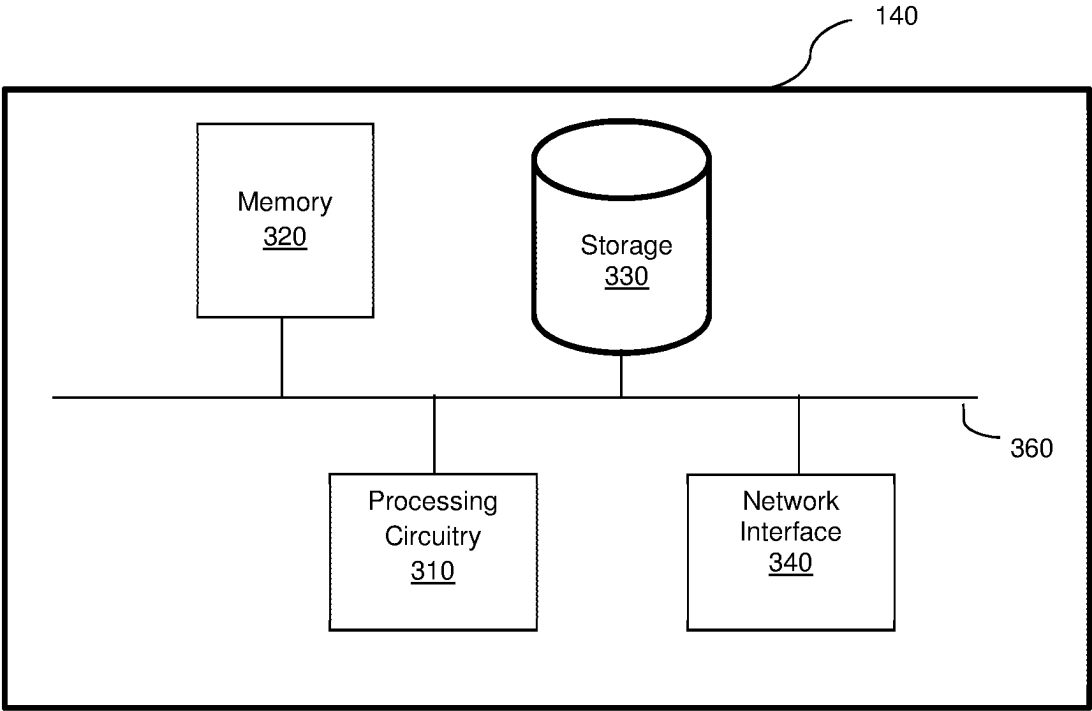 140
Memory
320
Storage
330
360
Processing
Circuitry
310
Network
Interface
340